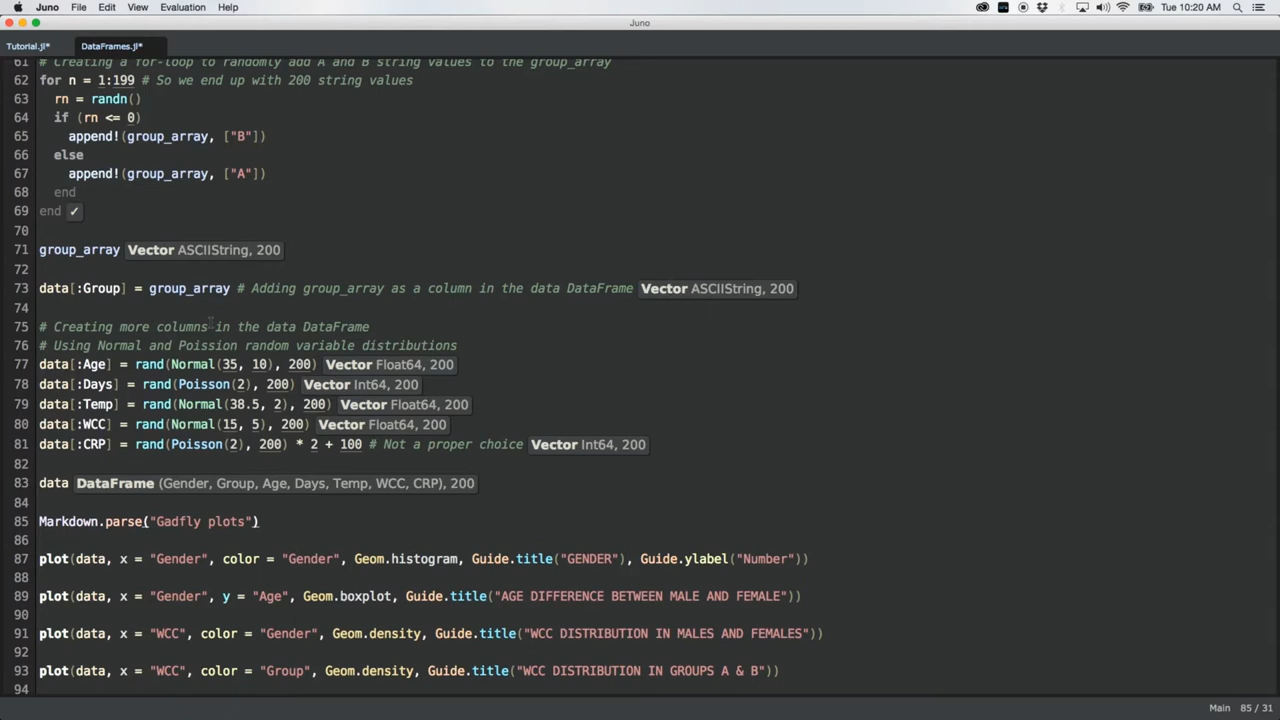 Juno File Edit View Evaluation Help Tue 10:20 AM
Juno
Tutorial.jl* DataFrames.jl*
61 # Creating a for-loop to randomly add A and B string values to the group_array
62 for n = 1:199 # So we end up with 200 string values
63 rn = randn()
64 if (rn <= 0)
65 append!(group_array, ["B"])
66 else
67 append!(group_array, ["A"])
68 end
69 end ✓
70
71 group_array Vector ASCIIString, 200
72
73 data[:Group] = group_array # Adding group_array as a column in the data DataFrame Vector ASCIIString, 200
74
75 # Creating more columns in the data DataFrame
76 # Using Normal and Poission random variable distributions
77 data[:Age] = rand(Normal(35, 10), 200) Vector Float64, 200
78 data[:Days] = rand(Poisson(2), 200) Vector Int64, 200
79 data[:Temp] = rand(Normal(38.5, 2), 200) Vector Float64, 200
80 data[:WCC] = rand(Normal(15, 5), 200) Vector Float64, 200
81 data[:CRP] = rand(Poisson(2), 200) * 2 + 100 # Not a proper choice Vector Int64, 200
82
83 data DataFrame (Gender, Group, Age, Days, Temp, WCC, CRP), 200
84
85 Markdown.parse("Gadfly plots")
86
87 plot(data, x = "Gender", color = "Gender", Geom.histogram, Guide.title("GENDER"), Guide.ylabel("Number"))
88
89 plot(data, x = "Gender", y = "Age", Geom.boxplot, Guide.title("AGE DIFFERENCE BETWEEN MALE AND FEMALE"))
90
91 plot(data, x = "WCC", color = "Gender", Geom.density, Guide.title("WCC DISTRIBUTION IN MALES AND FEMALES"))
92
93 plot(data, x = "WCC", color = "Group", Geom.density, Guide.title("WCC DISTRIBUTION IN GROUPS A & B"))
94
Main 85 / 31